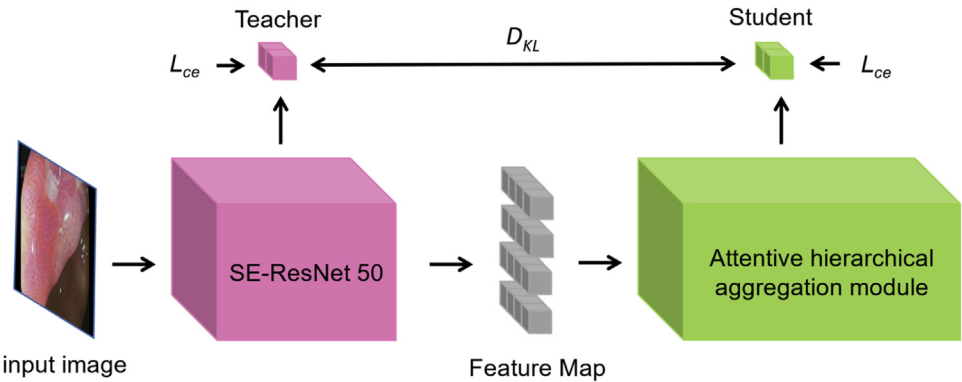 Teacher
Student
D_KL
L_ce
L_ce
SE-ResNet 50
Attentive hierarchical
aggregation module
input image
Feature Map